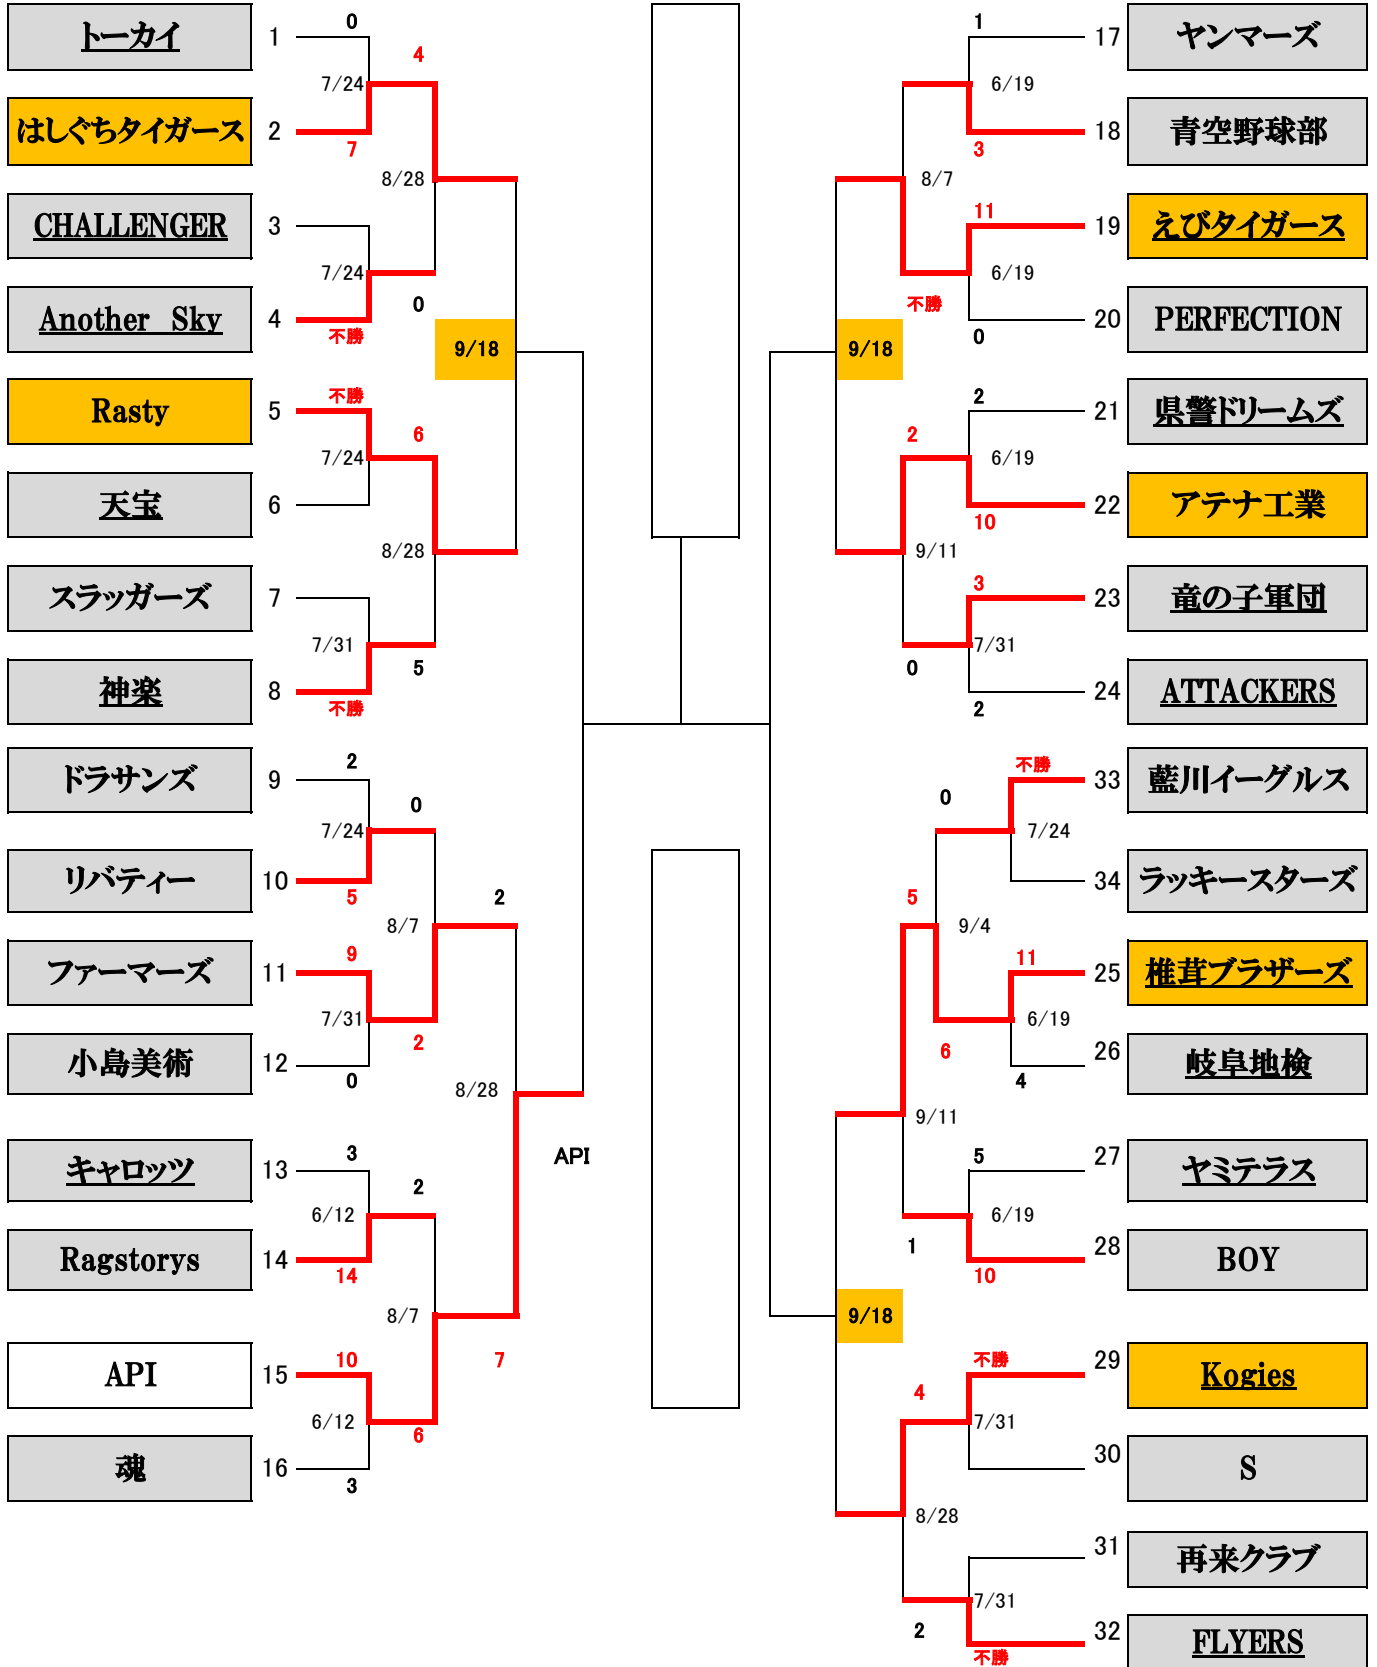 トーカイ 1 0
7/24 4
はしぐちタイガース 2 7
8/28
CHALLENGER 3
7/24
0
Another Sky 4 不勝
9/18
Rasty 5 不勝
7/24 6
天宝 6
8/28
スラッガーズ 7
7/31
5
神楽 8 不勝
ドラサンズ 9 2
7/24 0
リバティー 10 5
8/7 2
ファーマーズ 11 9
7/31 2
小島美術 12 0
8/28
API
キャロッツ 13 3
6/12 2
Ragstorys 14 14
8/7 7
API 15 10
6/12 6
魂 16 3
1 17 ヤンマーズ
6/19
3 18 青空野球部
8/7
11 19 えびタイガース
6/19
不勝
0 20 PERFECTION
9/18
2 21 県警ドリームズ
2 6/19
10 22 アテナ工業
9/11
3 23 竜の子軍団
0 7/31
2 24 ATTACKERS
不勝 33 藍川イーグルス
0 7/24
34 ラッキースターズ
5 9/4
11 25 椎茸ブラザーズ
6 6/19
4 26 岐阜地検
9/11
5 27 ヤミテラス
1 6/19
10 28 BOY
9/18
不勝 29 Kogies
4 7/31
30 S
8/28
31 再来クラブ
2 7/31
不勝 32 FLYERS